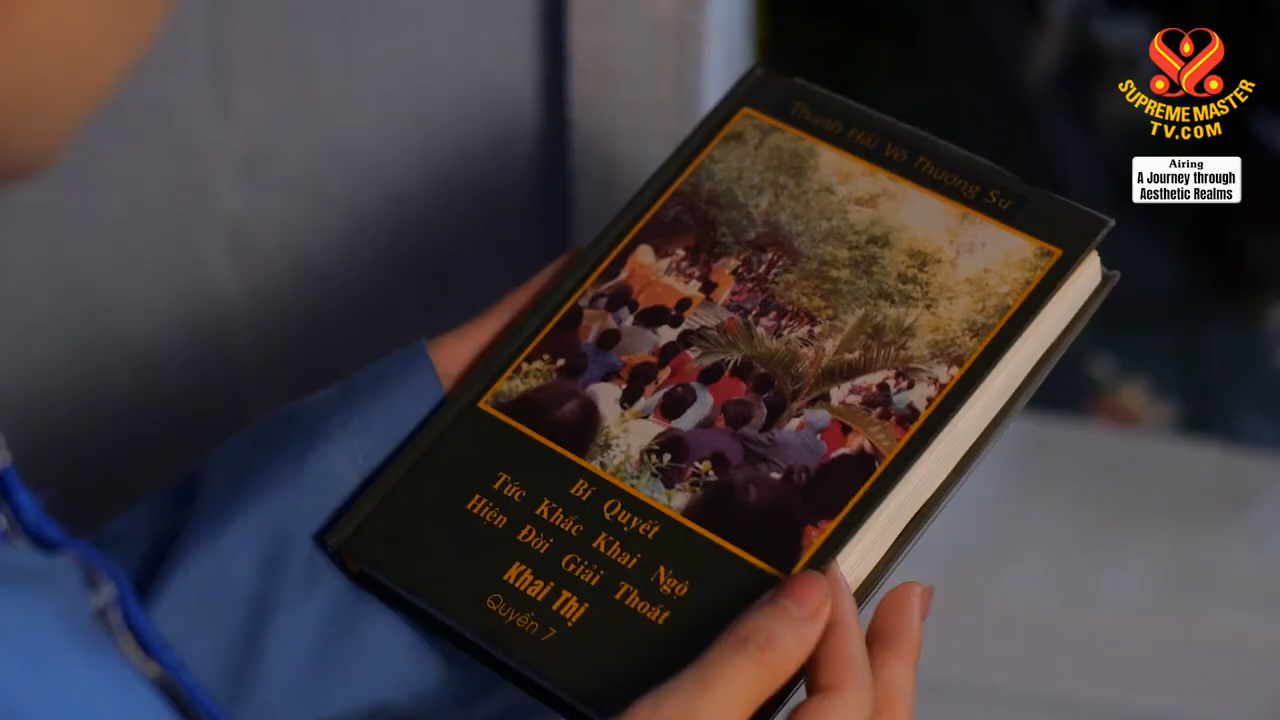 SUPREME MASTER
TV.COM
Airing
A Journey through
Aesthetic Realms
Thanh Hải Vô Thượng Sư
Bí Quyết
Tức Khắc Khai Ngộ
Hiện Đời Giải Thoát
Khai Thị
Quyển 7